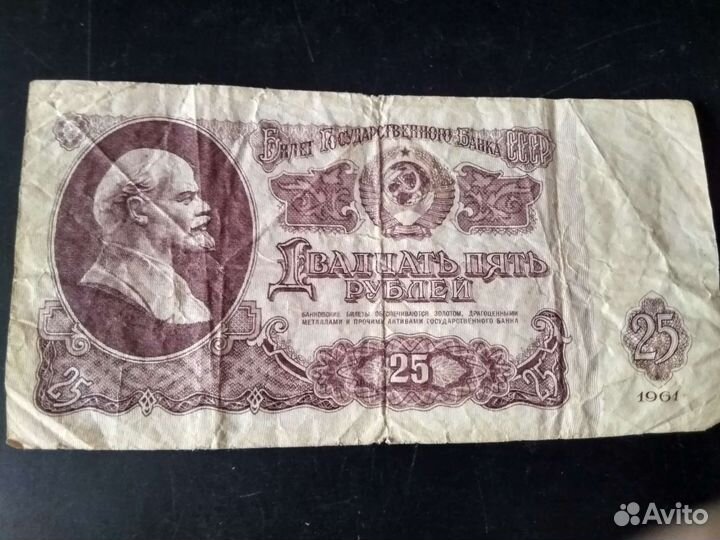 Билет Государственного Банка СССР
Двадцать пять
рублей
БАНКОВСКИЕ БИЛЕТЫ ОБЕСПЕЧИВАЮТСЯ ЗОЛОТОМ, ДРАГОЦЕННЫМИ
МЕТАЛЛАМИ И ПРОЧИМИ АКТИВАМИ ГОСУДАРСТВЕННОГО БАНКА
25
25
25
25
1961
Avito